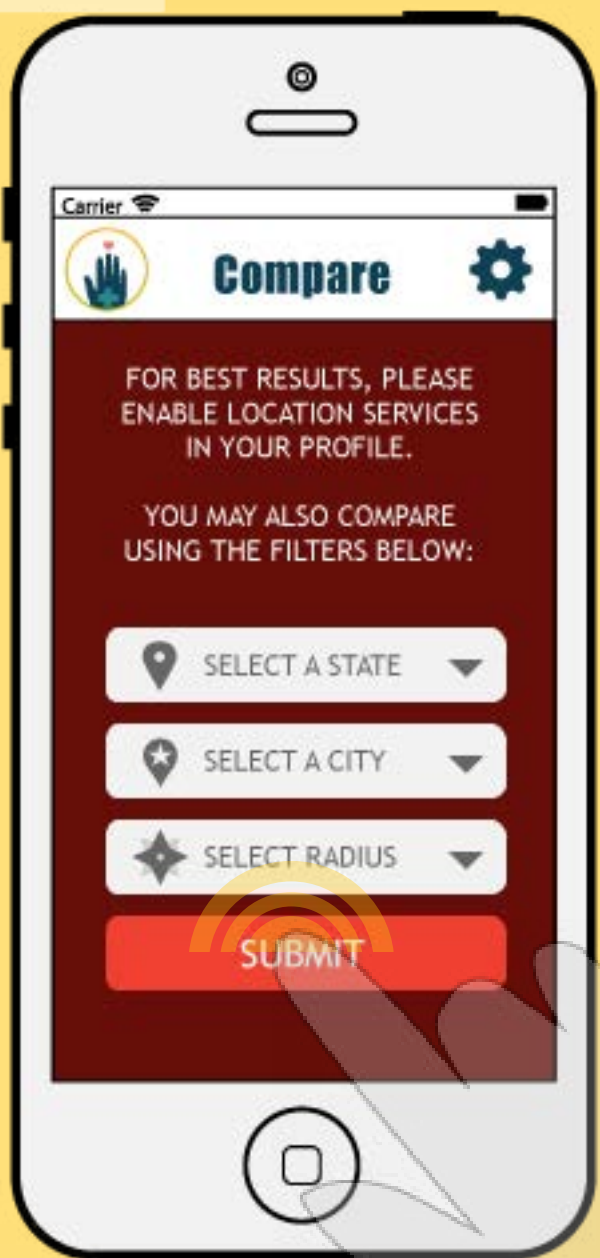 Carrier
Compare
FOR BEST RESULTS, PLEASE
ENABLE LOCATION SERVICES
IN YOUR PROFILE.
YOU MAY ALSO COMPARE
USING THE FILTERS BELOW:
SELECT A STATE
SELECT A CITY
SELECT RADIUS
SUBMIT